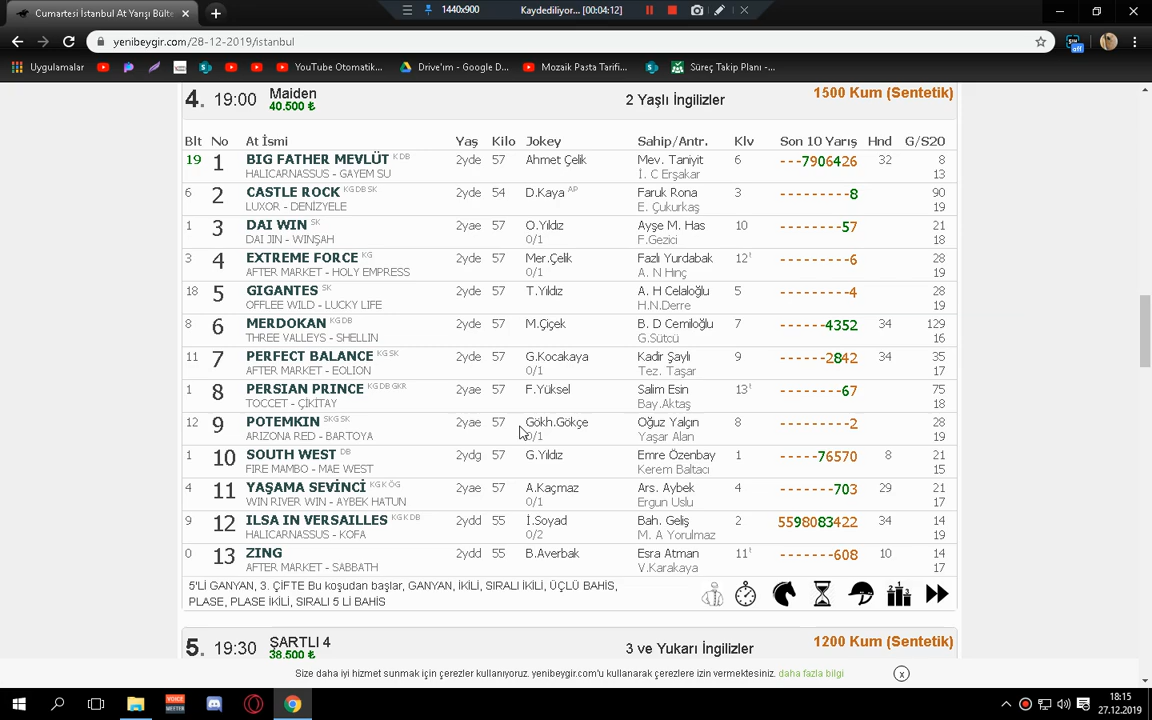 Cumartesi İstanbul At Yarışı Bülte
1440x900
Kaydediliyor... [00:04:12]
yenibeygir.com/28-12-2019/istanbul
off
Uygulamalar
YouTube Otomatik...
Drive'ım - Google D...
Mozaik Pasta Tarifi...
Süreç Takip Planı -...
4. 19:00 Maiden 2 Yaşlı İngilizler 1500 Kum (Sentetik)
40.500 ₺
Blt No At İsmi Yaş Kilo Jokey Sahip/Antr. Klv Son 10 Yarış Hnd G/S20
19 1 BIG FATHER MEVLÜT KDB 2yde 57 Ahmet Çelik Mev. Taniyit 6 ---7906426 32 8
HALICARNASSUS - GAYEM SU İ. C Erşakar 13
6 2 CASTLE ROCK KGDBSK 2yde 54 D.Kaya AP Faruk Rona 3 ---------8 90
LUXOR - DENİZYELE E. Çukurkaş 19
1 3 DAI WIN SK 2yae 57 O.Yıldız Ayşe M. Has 10 --------57 21
DAI JIN - WINŞAH 0/1 F.Gezici 18
3 4 EXTREME FORCE KG 2yde 57 Mer.Çelik Fazlı Yurdabak 12 ---------6 28
AFTER MARKET - HOLY EMPRESS 0/1 A. N Hınç 19
18 5 GIGANTES SK 2yde 57 T.Yıldız A. H Celaloğlu 5 ---------4 28
OFFLEE WILD - LUCKY LIFE H.N.Derre 19
8 6 MERDOKAN KGDB 2yde 57 M.Çiçek B. D Cemiloğlu 7 ------4352 34 129
THREE VALLEYS - SHELLIN G.Sütcü 16
11 7 PERFECT BALANCE KGSK 2yde 57 G.Kocakaya Kadir Şaylı 9 ------2842 34 35
AFTER MARKET - EOLION 0/1 Tez. Taşar 17
1 8 PERSIAN PRINCE KGDBGKR 2yae 57 F.Yüksel Salim Esin 13 --------67 75
TOCCET - ÇİKİTAY Bay.Aktaş 18
12 9 POTEMKIN SKGSK 2yae 57 Gökh.Gökçe Oğuz Yalçın 8 ---------2 28
ARIZONA RED - BARTOYA 0/1 Yaşar Alan 19
1 10 SOUTH WEST DB 2ydg 57 G.Yıldız Emre Özenbay 1 -----76570 8 21
FIRE MAMBO - MAE WEST Kerem Baltacı 15
4 11 YAŞAMA SEVİNCİ KGKÖG 2yae 57 A.Kaçmaz Ars. Aybek 4 -------703 29 21
WIN RIVER WIN - AYBEK HATUN 0/1 Ergun Uslu 17
9 12 ILSA IN VERSAILLES KGKDB 2ydd 55 İ.Soyad Bah. Geliş 2 5598083422 34 14
HALICARNASSUS - KOFA 0/2 M. A Yorulmaz 19
0 13 ZING 2ydd 55 B.Averbak Esra Atman 11 -------608 10 14
AFTER MARKET - SABBATH V.Karakaya 17
5'Lİ GANYAN, 3. ÇİFTE Bu koşudan başlar, GANYAN, İKİLİ, SIRALI İKİLİ, ÜÇLÜ BAHİS,
PLASE, PLASE İKİLİ, SIRALI 5 Lİ BAHİS
5. 19:30 ŞARTLI 4 3 ve Yukarı İngilizler 1200 Kum (Sentetik)
38.500 ₺
Size daha iyi hizmet sunmak için çerezler kullanıyoruz. yenibeygir.com'u kullanarak çerezlere izin vermektesiniz. daha fazla bilgi
VOICE
MEETER
18:15
27.12.2019